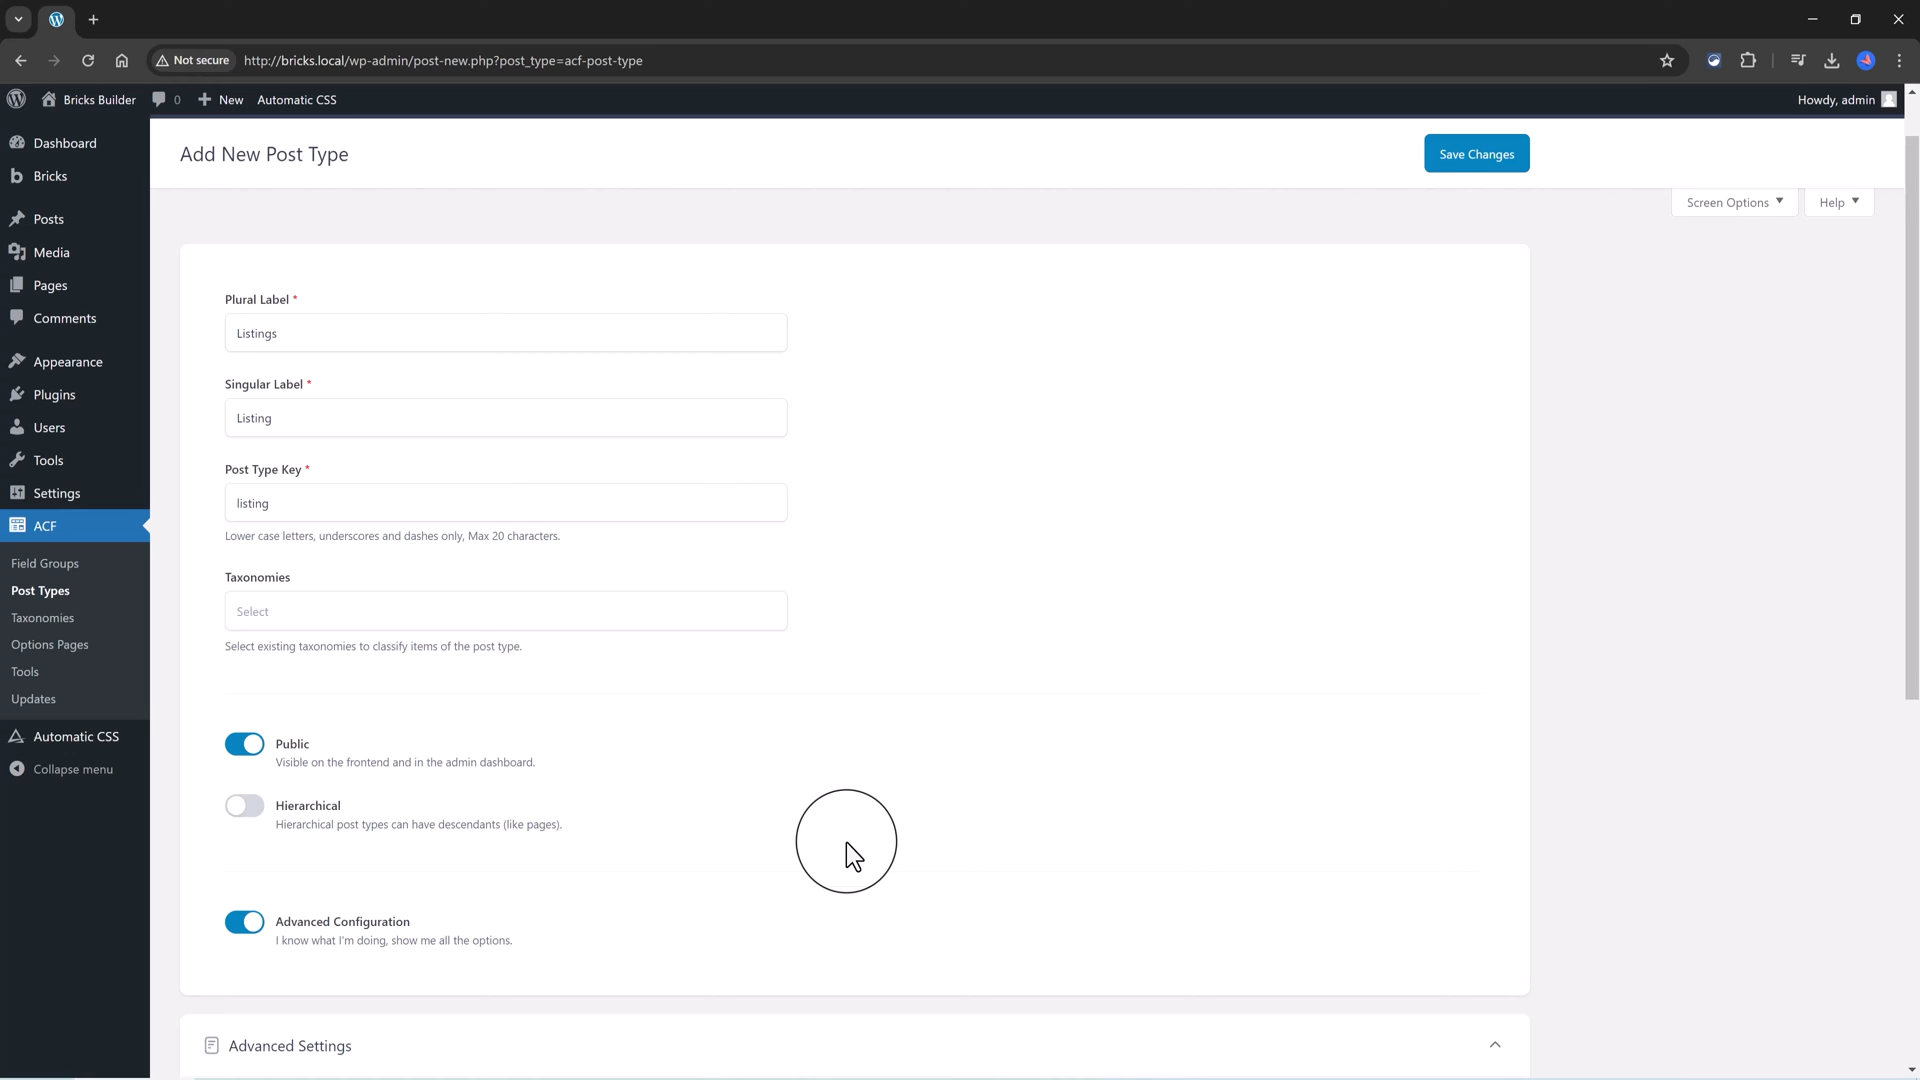 Not secure http://bricks.local/wp-admin/post-new.php?post_type=acf-post-type
Bricks Builder 0 New Automatic CSS Howdy, admin
Dashboard
Bricks
Posts
Media
Pages
Comments
Appearance
Plugins
Users
Tools
Settings
ACF
Field Groups
Post Types
Taxonomies
Options Pages
Tools
Updates
Automatic CSS
Collapse menu
Add New Post Type
Save Changes
Screen Options
Help
Plural Label *
Listings
Singular Label *
Listing
Post Type Key *
listing
Lower case letters, underscores and dashes only, Max 20 characters.
Taxonomies
Select
Select existing taxonomies to classify items of the post type.
Public
Visible on the frontend and in the admin dashboard.
Hierarchical
Hierarchical post types can have descendants (like pages).
Advanced Configuration
I know what I'm doing, show me all the options.
Advanced Settings